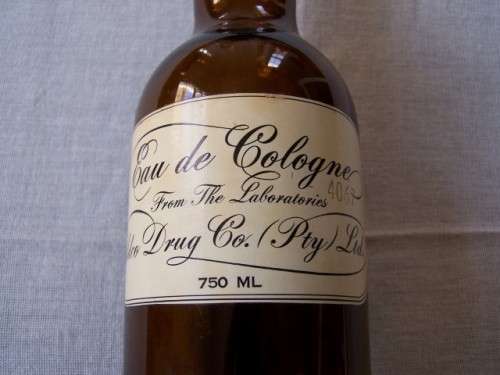 Eau de Cologne
From The Laboratories
Drug Co. (Pty) Ltd.
750 ML